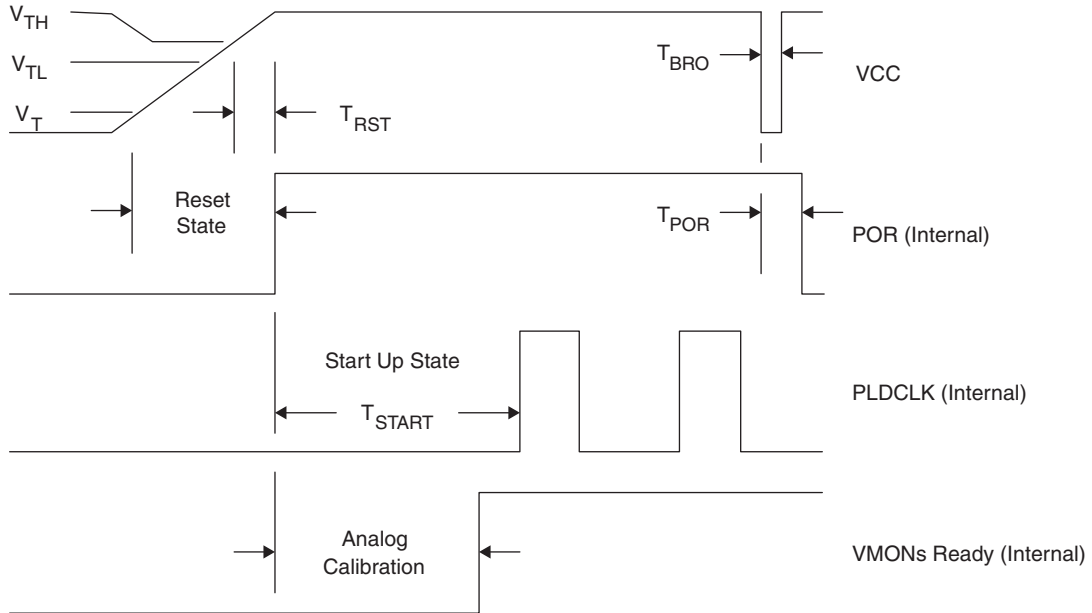 VTH
VTL
VT
TRST
TBRO
VCC
Reset
State
TPOR
POR (Internal)
Start Up State
TSTART
PLDCLK (Internal)
Analog
Calibration
VMONs Ready (Internal)